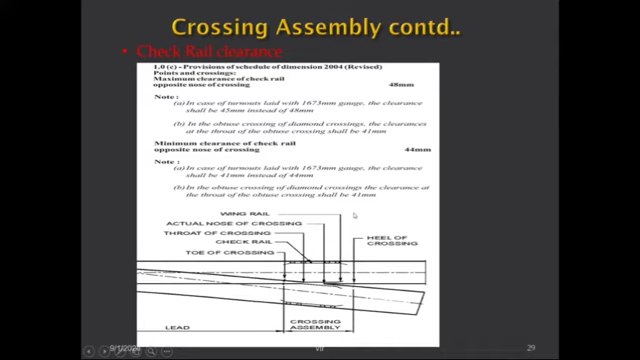 Crossing Assembly contd..
• Check Rail clearance
1.0 (c) - Provisions of schedule of dimension 2004 (Revised)
Points and crossings:
Maximum clearance of check rail
opposite nose of crossing 48mm
Note :
(a) In case of turnouts laid with 1673mm gauge, the clearance
shall be 45mm instead of 48mm
(b) In the obtuse crossing of diamond crossings, the clearances
at the throat of the obtuse crossing shall be 41mm
Minimum clearance of check rail
opposite nose of crossing 44mm
Note :
(a) In case of turnouts laid with 1673mm gauge, the clearance
shall be 41mm instead of 44mm
(b) In the obtuse crossing of diamond crossings the clearance at
the throat of the obtuse crossing shall be 41mm
WING RAIL
ACTUAL NOSE OF CROSSING
THROAT OF CROSSING
CHECK RAIL
TOE OF CROSSING
HEEL OF
CROSSING
LEAD
CROSSING
ASSEMBLY
29